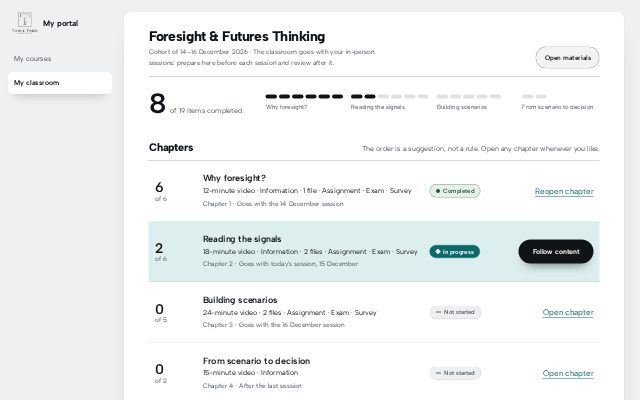 My portal
My courses
My classroom
Foresight & Futures Thinking
Cohort of 14–16 December 2026 · The classroom goes with your in-person
sessions: prepare here before each session and review after it.
Open materials
8 of 19 items completed
Why foresight?
Reading the signals
Building scenarios
From scenario to decision
Chapters
The order is a suggestion, not a rule. Open any chapter whenever you like.
6
of 6
Why foresight?
12-minute video · Information · 1 file · Assignment · Exam · Survey
Chapter 1 · Goes with the 14 December session
Completed
Reopen chapter
2
of 6
Reading the signals
18-minute video · Information · 2 files · Assignment · Exam · Survey
Chapter 2 · Goes with today's session, 15 December
In progress
Follow content
0
of 5
Building scenarios
24-minute video · 2 files · Assignment · Exam · Survey
Chapter 3 · Goes with the 16 December session
Not started
Open chapter
0
of 2
From scenario to decision
15-minute video · Information
Chapter 4 · After the last session
Not started
Open chapter